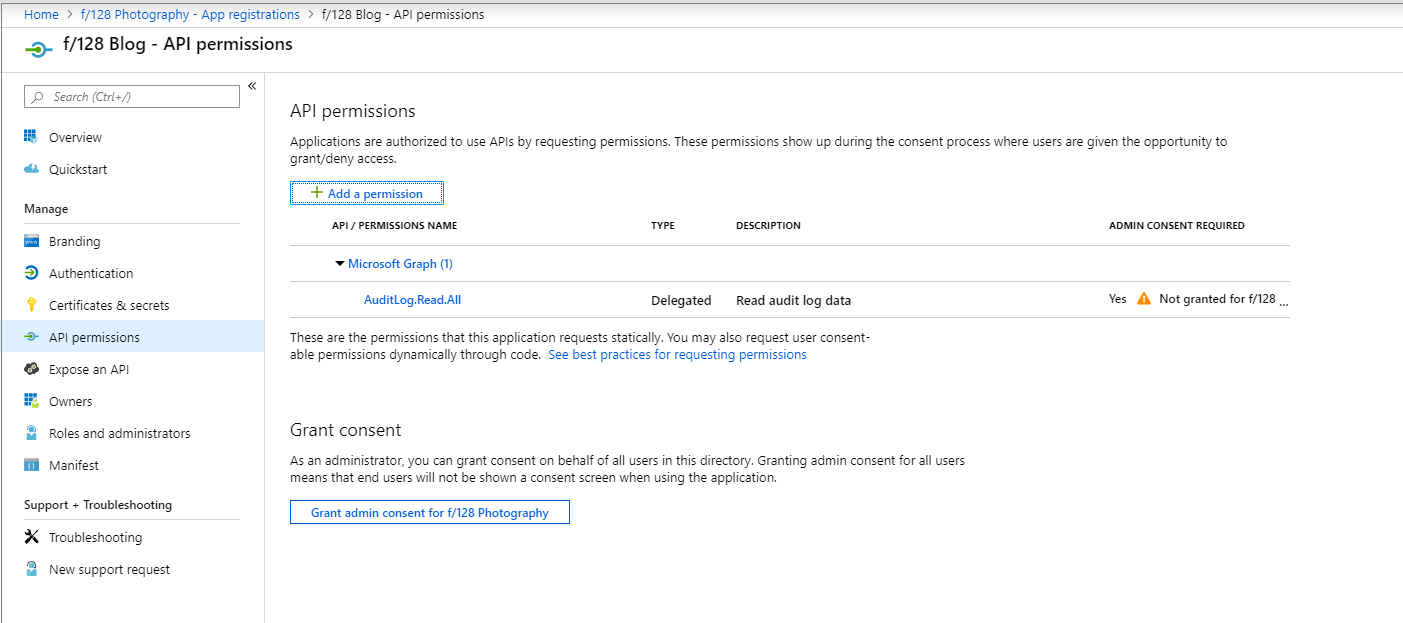 Home > f/128 Photography - App registrations > f/128 Blog - API permissions
f/128 Blog - API permissions
Search (Ctrl+/)
«
Overview
Quickstart
Manage
Branding
Authentication
Certificates & secrets
API permissions
Expose an API
Owners
Roles and administrators
Manifest
Support + Troubleshooting
Troubleshooting
New support request
API permissions
Applications are authorized to use APIs by requesting permissions. These permissions show up during the consent process where users are given the opportunity to
grant/deny access.
+ Add a permission
API / PERMISSIONS NAME TYPE DESCRIPTION ADMIN CONSENT REQUIRED
Microsoft Graph (1)
AuditLog.Read.All Delegated Read audit log data Yes Not granted for f/128 ...
These are the permissions that this application requests statically. You may also request user consent-
able permissions dynamically through code. See best practices for requesting permissions
Grant consent
As an administrator, you can grant consent on behalf of all users in this directory. Granting admin consent for all users
means that end users will not be shown a consent screen when using the application.
Grant admin consent for f/128 Photography